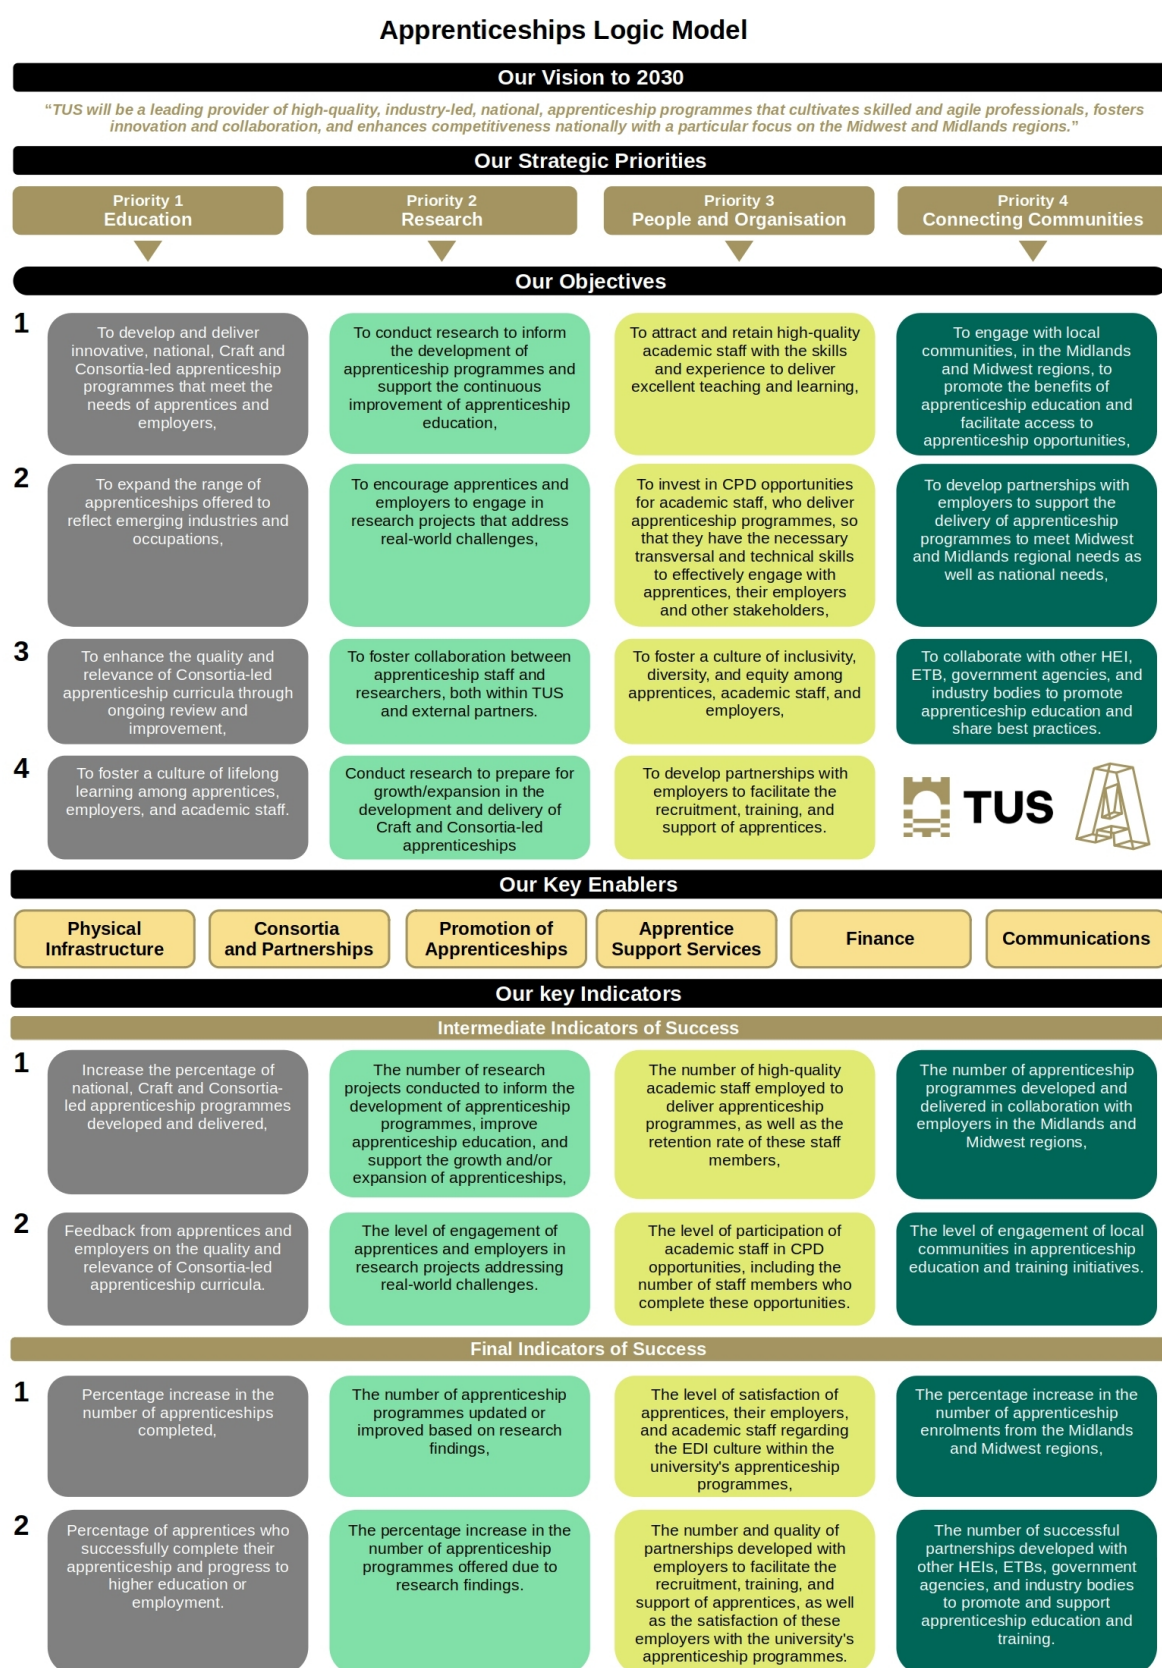 Apprenticeships Logic Model
Our Vision to 2030
“TUS will be a leading provider of high-quality, industry-led, national, apprenticeship programmes that cultivates skilled and agile professionals, fosters
innovation and collaboration, and enhances competitiveness nationally with a particular focus on the Midwest and Midlands regions.”
Our Strategic Priorities
Priority 1
Education
Priority 2
Research
Priority 3
People and Organisation
Priority 4
Connecting Communities
Our Objectives
1
To develop and deliver
innovative, national, Craft and
Consortia-led apprenticeship
programmes that meet the
needs of apprentices and
employers,
To conduct research to inform
the development of
apprenticeship programmes and
support the continuous
improvement of apprenticeship
education,
To attract and retain high-quality
academic staff with the skills
and experience to deliver
excellent teaching and learning,
To engage with local
communities, in the Midlands
and Midwest regions, to
promote the benefits of
apprenticeship education and
facilitate access to
apprenticeship opportunities,
2
To expand the range of
apprenticeships offered to
reflect emerging industries and
occupations,
To encourage apprentices and
employers to engage in
research projects that address
real-world challenges,
To invest in CPD opportunities
for academic staff, who deliver
apprenticeship programmes, so
that they have the necessary
transversal and technical skills
to effectively engage with
apprentices, their employers
and other stakeholders,
To develop partnerships with
employers to support the
delivery of apprenticeship
programmes to meet Midwest
and Midlands regional needs as
well as national needs,
3
To enhance the quality and
relevance of Consortia-led
apprenticeship curricula through
ongoing review and
improvement,
To foster collaboration between
apprenticeship staff and
researchers, both within TUS
and external partners.
To foster a culture of inclusivity,
diversity, and equity among
apprentices, academic staff, and
employers,
To collaborate with other HEI,
ETB, government agencies, and
industry bodies to promote
apprenticeship education and
share best practices.
4
To foster a culture of lifelong
learning among apprentices,
employers, and academic staff.
Conduct research to prepare for
growth/expansion in the
development and delivery of
Craft and Consortia-led
apprenticeships
To develop partnerships with
employers to facilitate the
recruitment, training, and
support of apprentices.
TUS
Our Key Enablers
Physical
Infrastructure
Consortia
and Partnerships
Promotion of
Apprenticeships
Apprentice
Support Services
Finance
Communications
Our key Indicators
Intermediate Indicators of Success
1
Increase the percentage of
national, Craft and Consortia-
led apprenticeship programmes
developed and delivered,
The number of research
projects conducted to inform the
development of apprenticeship
programmes, improve
apprenticeship education, and
support the growth and/or
expansion of apprenticeships,
The number of high-quality
academic staff employed to
deliver apprenticeship
programmes, as well as the
retention rate of these staff
members,
The number of apprenticeship
programmes developed and
delivered in collaboration with
employers in the Midlands and
Midwest regions,
2
Feedback from apprentices and
employers on the quality and
relevance of Consortia-led
apprenticeship curricula.
The level of engagement of
apprentices and employers in
research projects addressing
real-world challenges.
The level of participation of
academic staff in CPD
opportunities, including the
number of staff members who
complete these opportunities.
The level of engagement of local
communities in apprenticeship
education and training initiatives.
Final Indicators of Success
1
Percentage increase in the
number of apprenticeships
completed,
The number of apprenticeship
programmes updated or
improved based on research
findings,
The level of satisfaction of
apprentices, their employers,
and academic staff regarding
the EDI culture within the
university's apprenticeship
programmes,
The percentage increase in the
number of apprenticeship
enrolments from the Midlands
and Midwest regions,
2
Percentage of apprentices who
successfully complete their
apprenticeship and progress to
higher education or
employment.
The percentage increase in the
number of apprenticeship
programmes offered due to
research findings.
The number and quality of
partnerships developed with
employers to facilitate the
recruitment, training, and
support of apprentices, as well
as the satisfaction of these
employers with the university's
apprenticeship programmes.
The number of successful
partnerships developed with
other HEIs, ETBs, government
agencies, and industry bodies
to promote and support
apprenticeship education and
training.